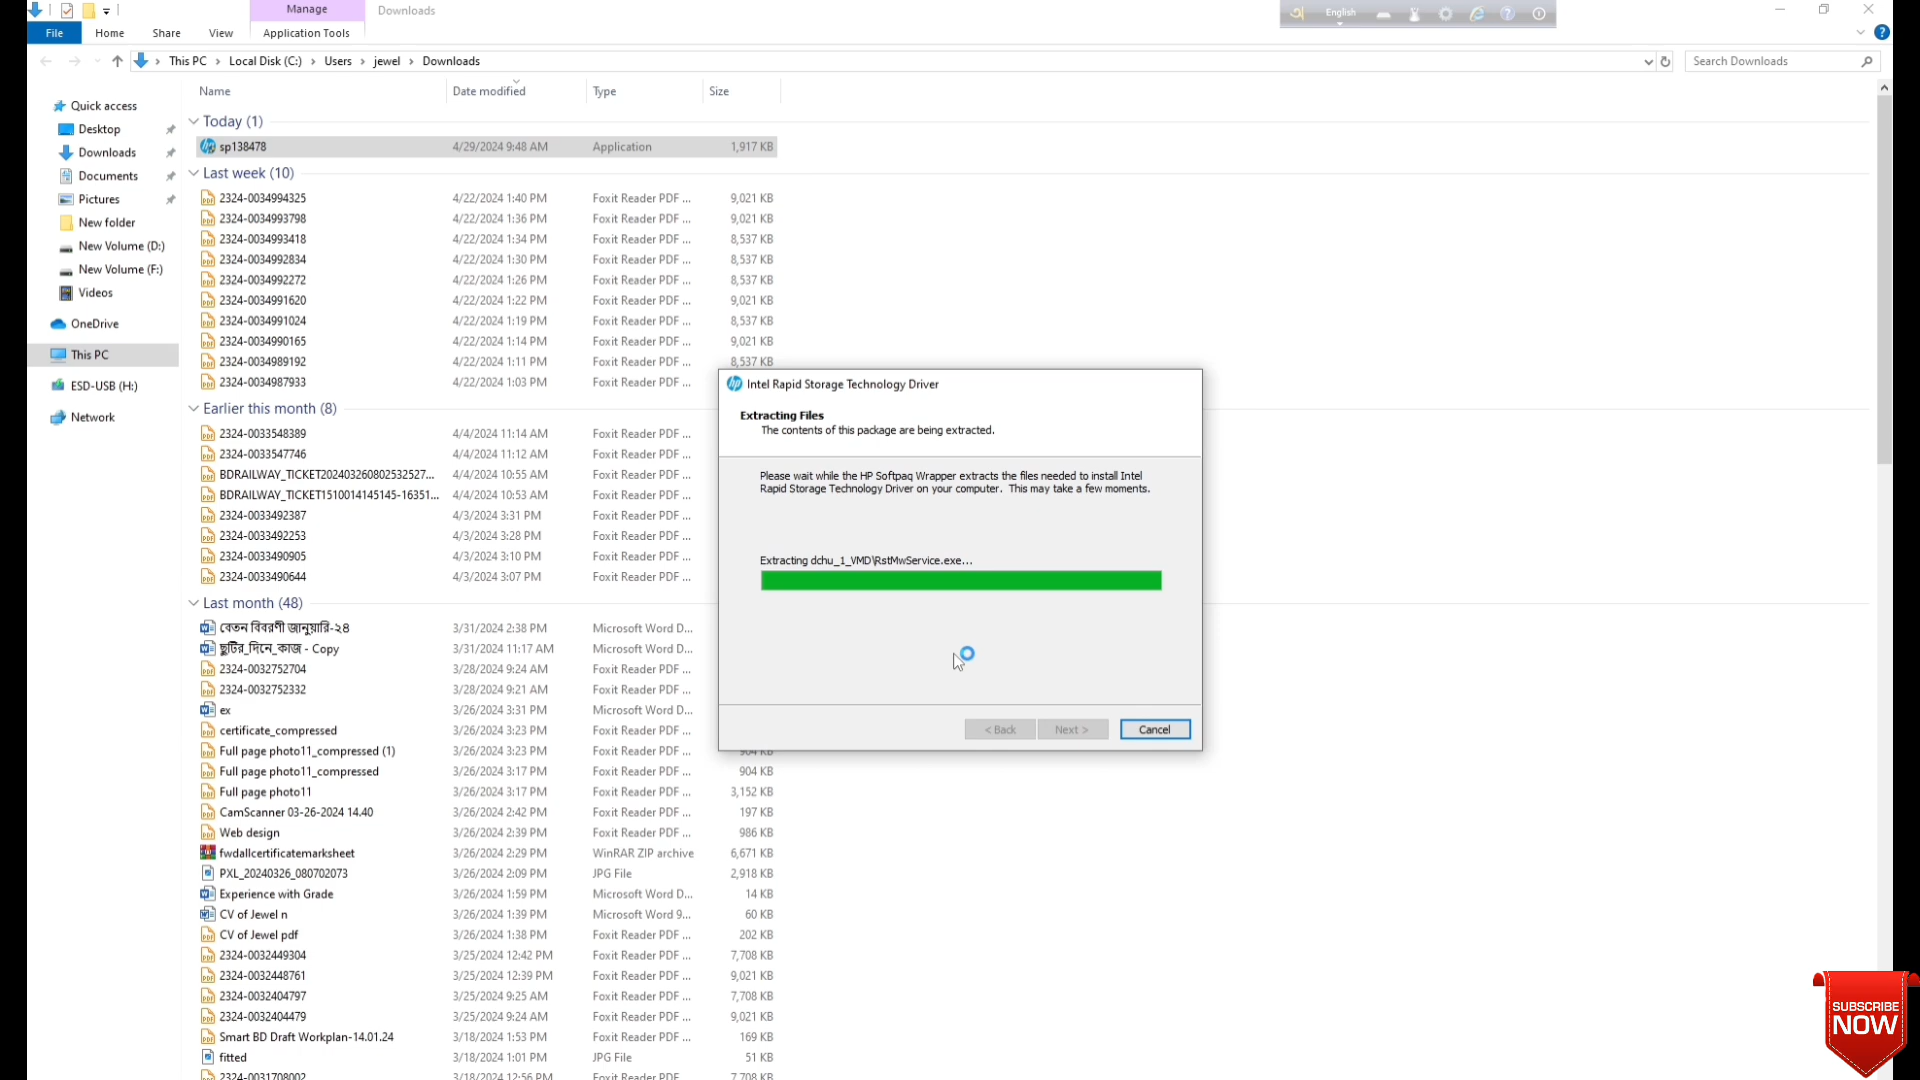 Manage
Downloads
English
File
Home
Share
View
Application Tools
This PC
Local Disk (C:)
Users
jewel
Downloads
Search Downloads
Name
Date modified
Type
Size
Quick access
Desktop
Downloads
Documents
Pictures
New folder
New Volume (D:)
New Volume (F:)
Videos
OneDrive
This PC
ESD-USB (H:)
Network
Today (1)
sp138478 4/29/2024 9:48 AM Application 1,917 KB
Last week (10)
2324-0034994325 4/22/2024 1:40 PM Foxit Reader PDF ... 9,021 KB
2324-0034993798 4/22/2024 1:36 PM Foxit Reader PDF ... 9,021 KB
2324-0034993418 4/22/2024 1:34 PM Foxit Reader PDF ... 8,537 KB
2324-0034992834 4/22/2024 1:30 PM Foxit Reader PDF ... 8,537 KB
2324-0034992272 4/22/2024 1:26 PM Foxit Reader PDF ... 8,537 KB
2324-0034991620 4/22/2024 1:22 PM Foxit Reader PDF ... 9,021 KB
2324-0034991024 4/22/2024 1:19 PM Foxit Reader PDF ... 8,537 KB
2324-0034990165 4/22/2024 1:14 PM Foxit Reader PDF ... 9,021 KB
2324-0034989192 4/22/2024 1:11 PM Foxit Reader PDF ... 8,537 KB
2324-0034987933 4/22/2024 1:03 PM Foxit Reader PDF ...
Earlier this month (8)
2324-0033548389 4/4/2024 11:14 AM Foxit Reader PDF ...
2324-0033547746 4/4/2024 11:12 AM Foxit Reader PDF ...
BDRAILWAY_TICKET202403260802532527... 4/4/2024 10:55 AM Foxit Reader PDF ...
BDRAILWAY_TICKET1510014145145-16351... 4/4/2024 10:53 AM Foxit Reader PDF ...
2324-0033492387 4/3/2024 3:31 PM Foxit Reader PDF ...
2324-0033492253 4/3/2024 3:28 PM Foxit Reader PDF ...
2324-0033490905 4/3/2024 3:10 PM Foxit Reader PDF ...
2324-0033490644 4/3/2024 3:07 PM Foxit Reader PDF ...
Last month (48)
বেতন বিবরণী জানুয়ারি-২৪ 3/31/2024 2:38 PM Microsoft Word D...
ছুটির_দিনে_কাজ - Copy 3/31/2024 11:17 AM Microsoft Word D...
2324-0032752704 3/28/2024 9:24 AM Foxit Reader PDF ...
2324-0032752332 3/28/2024 9:21 AM Foxit Reader PDF ...
ex 3/26/2024 3:31 PM Microsoft Word D...
certificate_compressed 3/26/2024 3:23 PM Foxit Reader PDF ...
Full page photo11_compressed (1) 3/26/2024 3:23 PM Foxit Reader PDF ... 904 KB
Full page photo11_compressed 3/26/2024 3:17 PM Foxit Reader PDF ... 904 KB
Full page photo11 3/26/2024 3:17 PM Foxit Reader PDF ... 3,152 KB
CamScanner 03-26-2024 14.40 3/26/2024 2:42 PM Foxit Reader PDF ... 197 KB
Web design 3/26/2024 2:39 PM Foxit Reader PDF ... 986 KB
fwdallcertificatemarksheet 3/26/2024 2:29 PM WinRAR ZIP archive 6,671 KB
PXL_20240326_080702073 3/26/2024 2:09 PM JPG File 2,918 KB
Experience with Grade 3/26/2024 1:59 PM Microsoft Word D... 14 KB
CV of Jewel n 3/26/2024 1:39 PM Microsoft Word 9... 60 KB
CV of Jewel pdf 3/26/2024 1:38 PM Foxit Reader PDF ... 202 KB
2324-0032449304 3/25/2024 12:42 PM Foxit Reader PDF ... 7,708 KB
2324-0032448761 3/25/2024 12:39 PM Foxit Reader PDF ... 9,021 KB
2324-0032404797 3/25/2024 9:25 AM Foxit Reader PDF ... 7,708 KB
2324-0032404479 3/25/2024 9:24 AM Foxit Reader PDF ... 9,021 KB
Smart BD Draft Workplan-14.01.24 3/18/2024 1:53 PM Foxit Reader PDF ... 169 KB
fitted 3/18/2024 1:01 PM JPG File 51 KB
2324-0031708002 3/18/2024 12:56 PM Foxit Reader PDF ... 7,708 KB
Intel Rapid Storage Technology Driver
Extracting Files
The contents of this package are being extracted.
Please wait while the HP Softpaq Wrapper extracts the files needed to install Intel
Rapid Storage Technology Driver on your computer. This may take a few moments.
Extracting dchu_1_VMD\RstMwService.exe...
< Back
Next >
Cancel
SUBSCRIBE
NOW